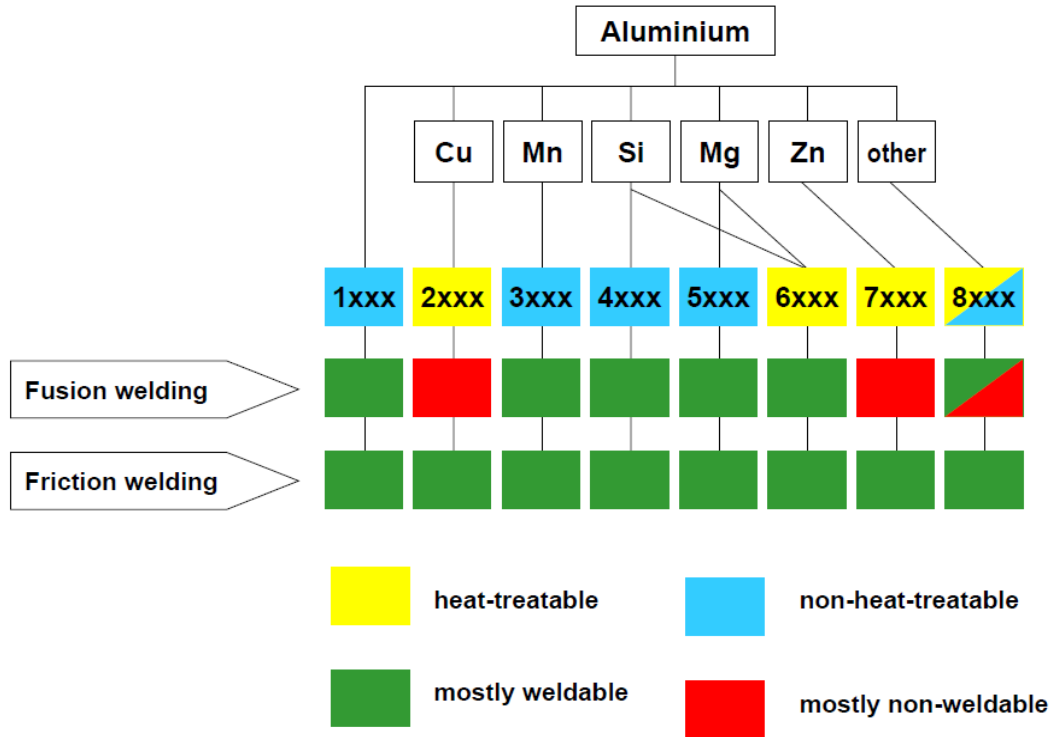 Aluminium
Cu Mn Si Mg Zn other
1xxx 2xxx 3xxx 4xxx 5xxx 6xxx 7xxx 8xxx
Fusion welding
Friction welding
heat-treatable non-heat-treatable
mostly weldable mostly non-weldable